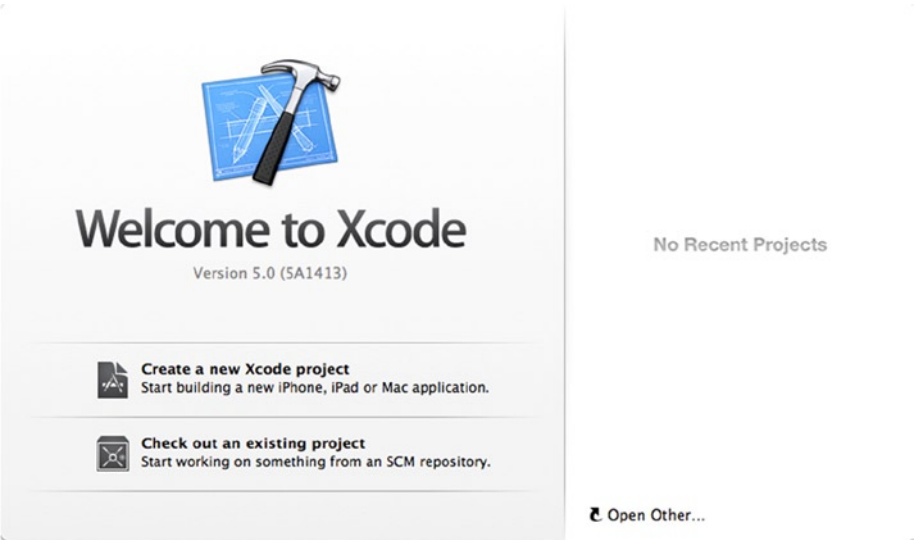 Welcome to Xcode
Version 5.0 (5A1413)
Create a new Xcode project
Start building a new iPhone, iPad or Mac application.
Check out an existing project
Start working on something from an SCM repository.
No Recent Projects
Open Other...